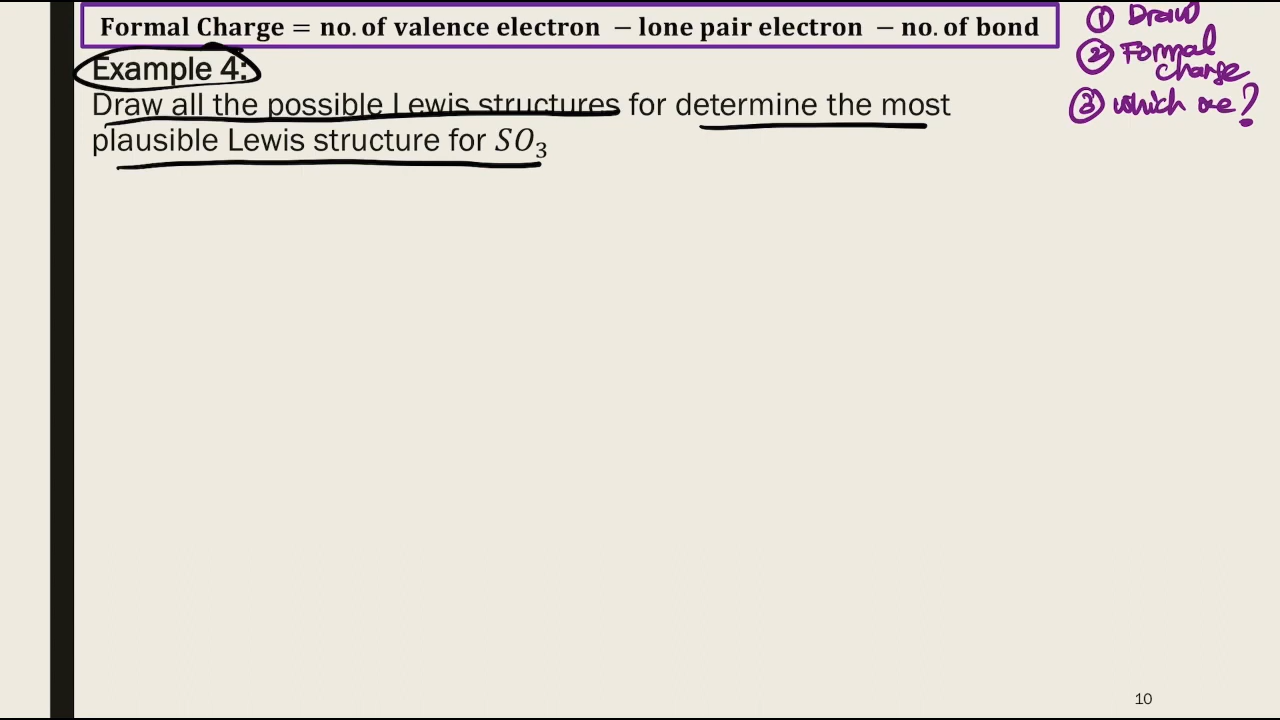 Formal Charge = no. of valence electron − lone pair electron − no. of bond
① Draw
② Formal
charge
③ which one?
Example 4:
Draw all the possible Lewis structures for determine the most
plausible Lewis structure for SO₃
10